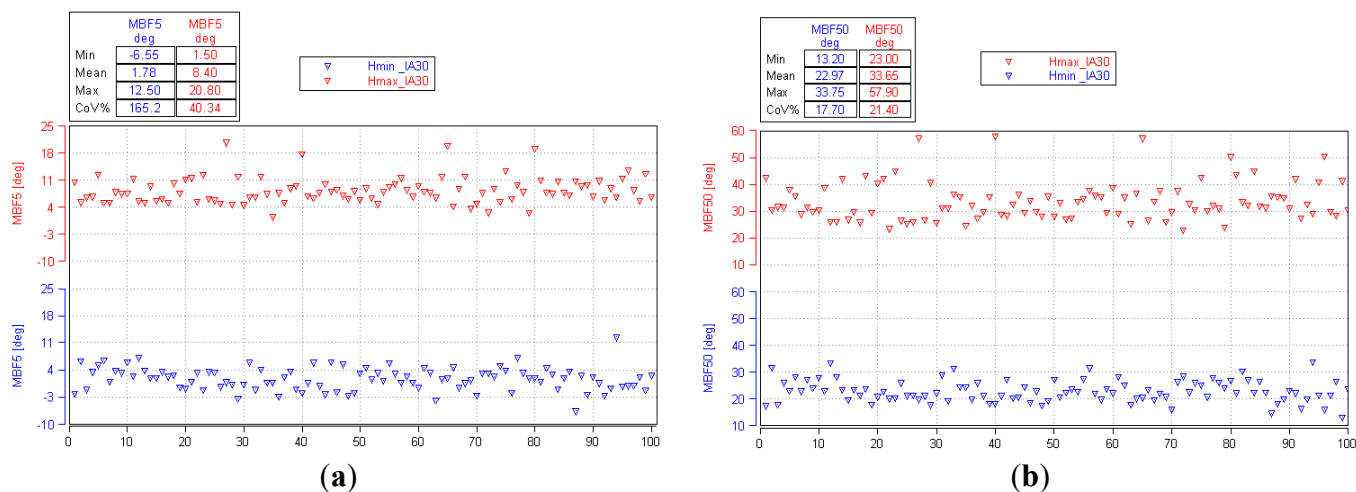 MBF5 MBF5
deg deg
Min -6.55 1.50
Mean 1.78 8.40
Max 12.50 20.80
CoV% 165.2 40.34
Hmin _IA30
Hmax_IA30
25
18
11
4
-3
-10
MBF5 [deg]
25
18
11
4
-3
-10
MBF5 [deg]
0 10 20 30 40 50 60 70 80 90 100
(a)
MBF50 MBF50
deg deg
Min 13.20 23.00
Mean 22.97 33.65
Max 33.75 57.90
CoV% 17.70 21.40
Hmax_IA30
Hmin _IA30
60
50
40
30
20
10
MBF50 [deg]
60
50
40
30
20
10
MBF50 [deg]
0 10 20 30 40 50 60 70 80 90 100
(b)